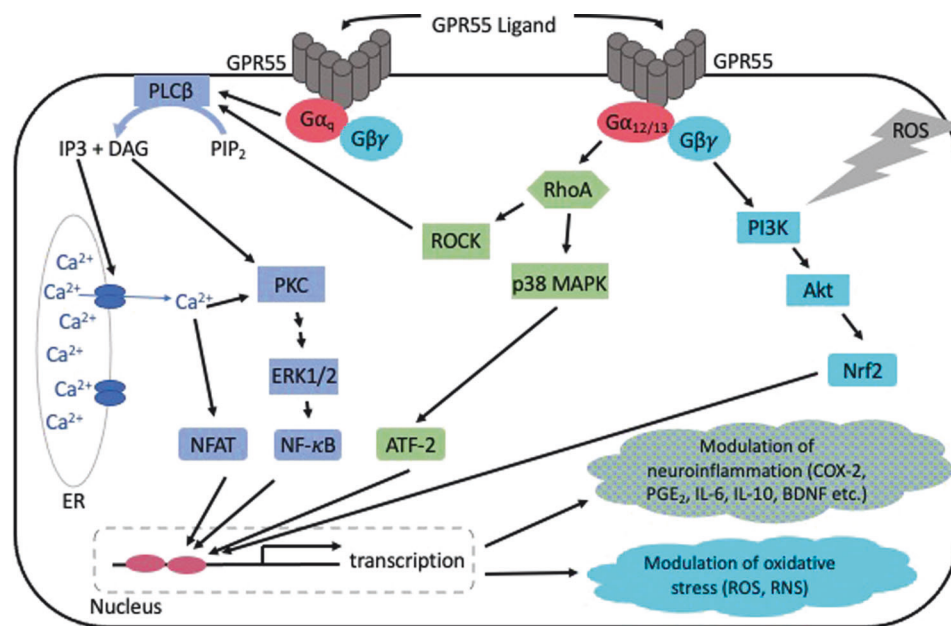 GPR55 Ligand
GPR55
GPR55
PLCβ
Gαq
Gβγ
Gα12/13
Gβγ
ROS
IP3 + DAG
PIP2
RhoA
ROCK
PI3K
p38 MAPK
Akt
Nrf2
Ca2+
Ca2+
Ca2+
Ca2+
Ca2+
Ca2+
Ca2+
PKC
ERK1/2
NFAT
NF-κB
ATF-2
ER
Modulation of
neuroinflammation (COX-2,
PGE2, IL-6, IL-10, BDNF etc.)
transcription
Nucleus
Modulation of oxidative
stress (ROS, RNS)